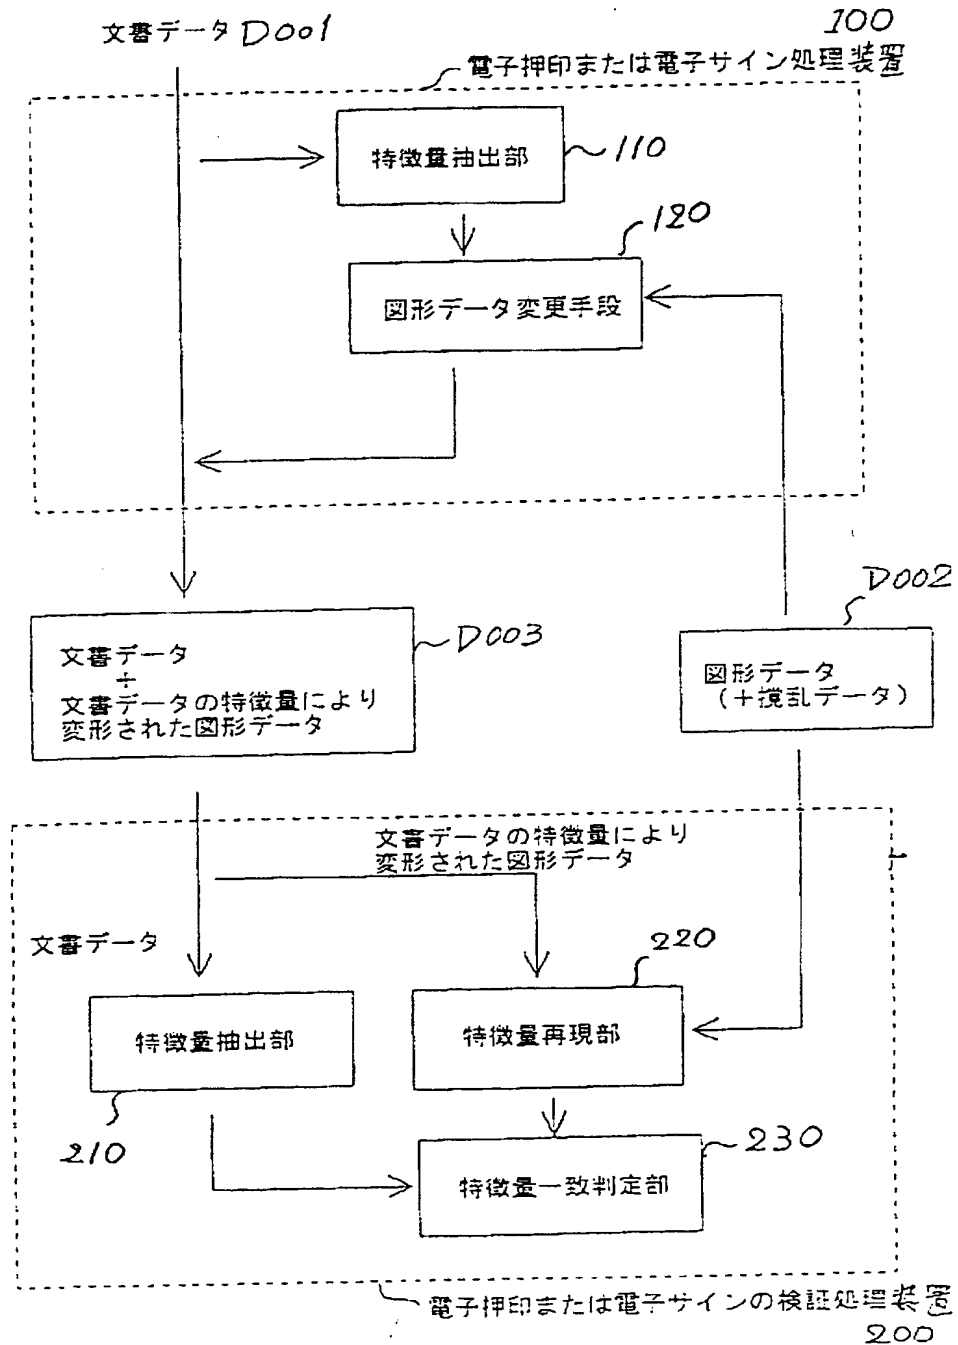 文書データ D001
100
電子押印または電子サイン処理装置
特徴量抽出部
110
120
図形データ変更手段
D002
D003
文書データ
+
文書データの特徴量により
変形された図形データ
図形データ
(+撹乱データ)
文書データの特徴量により
変形された図形データ
文書データ
220
特徴量抽出部
特徴量再現部
210
230
特徴量一致判定部
電子押印または電子サインの検証処理装置
200